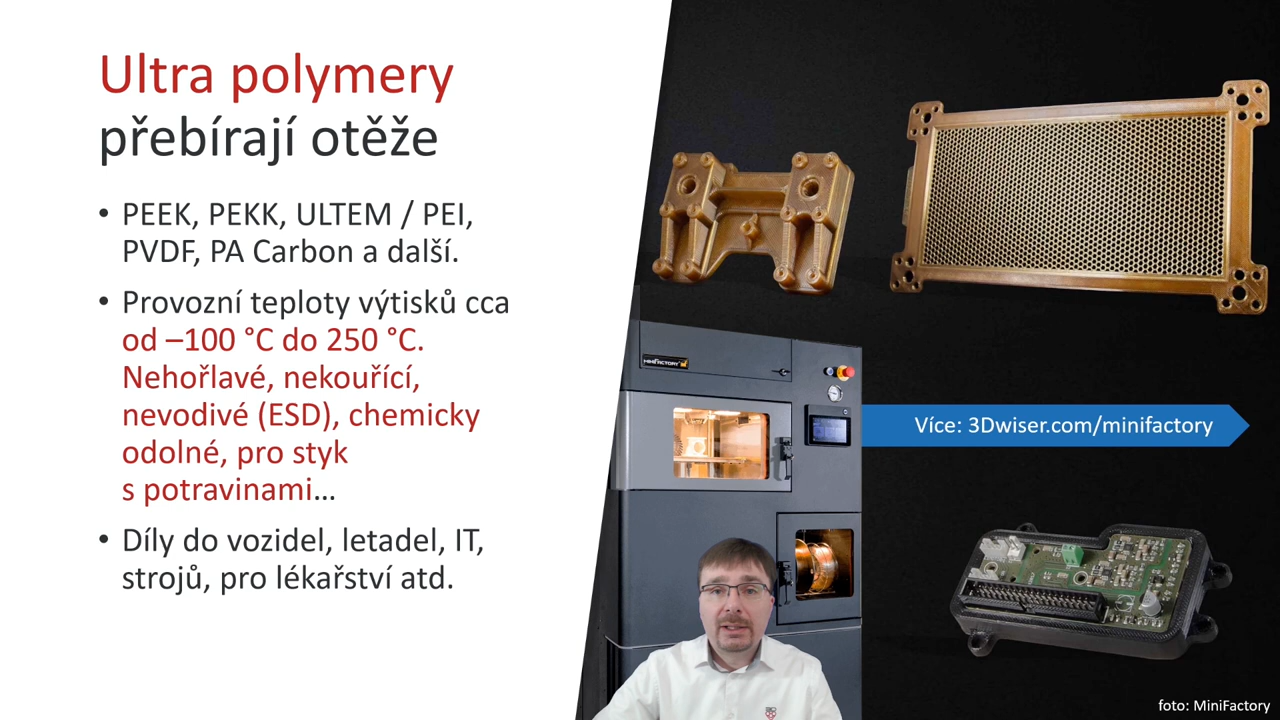 Ultra polymery
přebírají otěže
• PEEK, PEKK, ULTEM / PEI,
PVDF, PA Carbon a další.
• Provozní teploty výtisků cca
od –100 °C do 250 °C.
Nehořlavé, nekouřící,
nevodivé (ESD), chemicky
odolné, pro styk
s potravinami…
• Díly do vozidel, letadel, IT,
strojů, pro lékařství atd.
MINIFACTORY
Více: 3Dwiser.com/minifactory
foto: MiniFactory